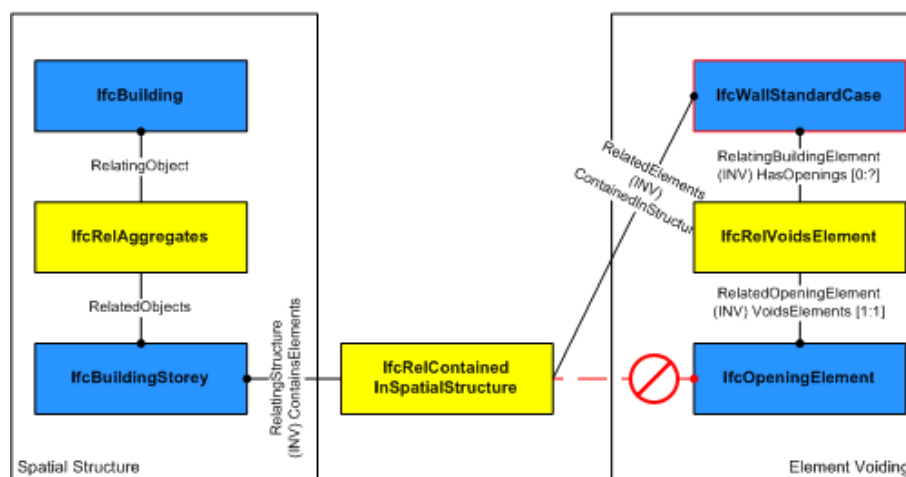 IfcBuilding
RelatingObject
IfcRelAggregates
RelatedObjects
IfcBuildingStorey
Spatial Structure
RelatingStructure
(INV) ContainsElements
IfcRelContained
InSpatialStructure
RelatedElements
(INV)
ContainedInStructur
IfcWallStandardCase
RelatingBuildingElement
(INV) HasOpenings [0:?]
IfcRelVoidsElement
RelatedOpeningElement
(INV) VoidsElements [1:1]
IfcOpeningElement
Element Voiding